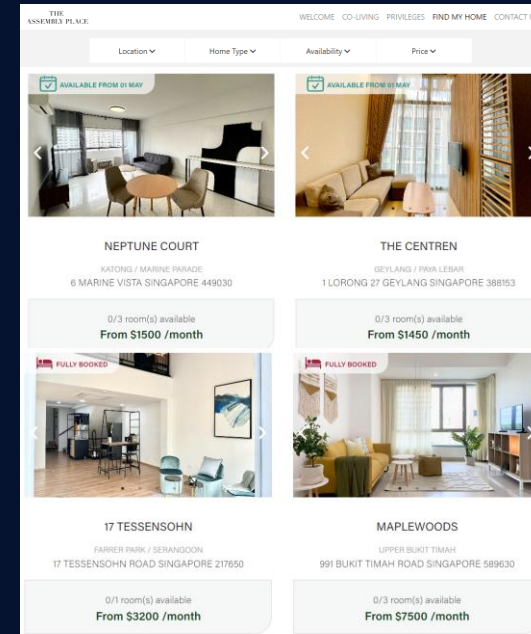 THE
ASSEMBLY PLACE
WELCOME CO-LIVING PRIVILEGES FIND MY HOME CONTACT
Location Home Type Availability Price
AVAILABLE FROM 01 MAY
AVAILABLE FROM 01 MAY
NEPTUNE COURT
KATONG / MARINE PARADE
6 MARINE VISTA SINGAPORE 449030
0/3 room(s) available
From $1500 /month
THE CENTREN
GEYLANG / PAYA LEBAR
1 LORONG 27 GEYLANG SINGAPORE 388153
0/3 room(s) available
From $1450 /month
FULLY BOOKED
FULLY BOOKED
17 TESSENSOHN
FARRER PARK / SERANGOON
17 TESSENSOHN ROAD SINGAPORE 217650
0/1 room(s) available
From $3200 /month
MAPLEWOODS
UPPER BUKIT TIMAH
991 BUKIT TIMAH ROAD SINGAPORE 589630
0/3 room(s) available
From $7500 /month